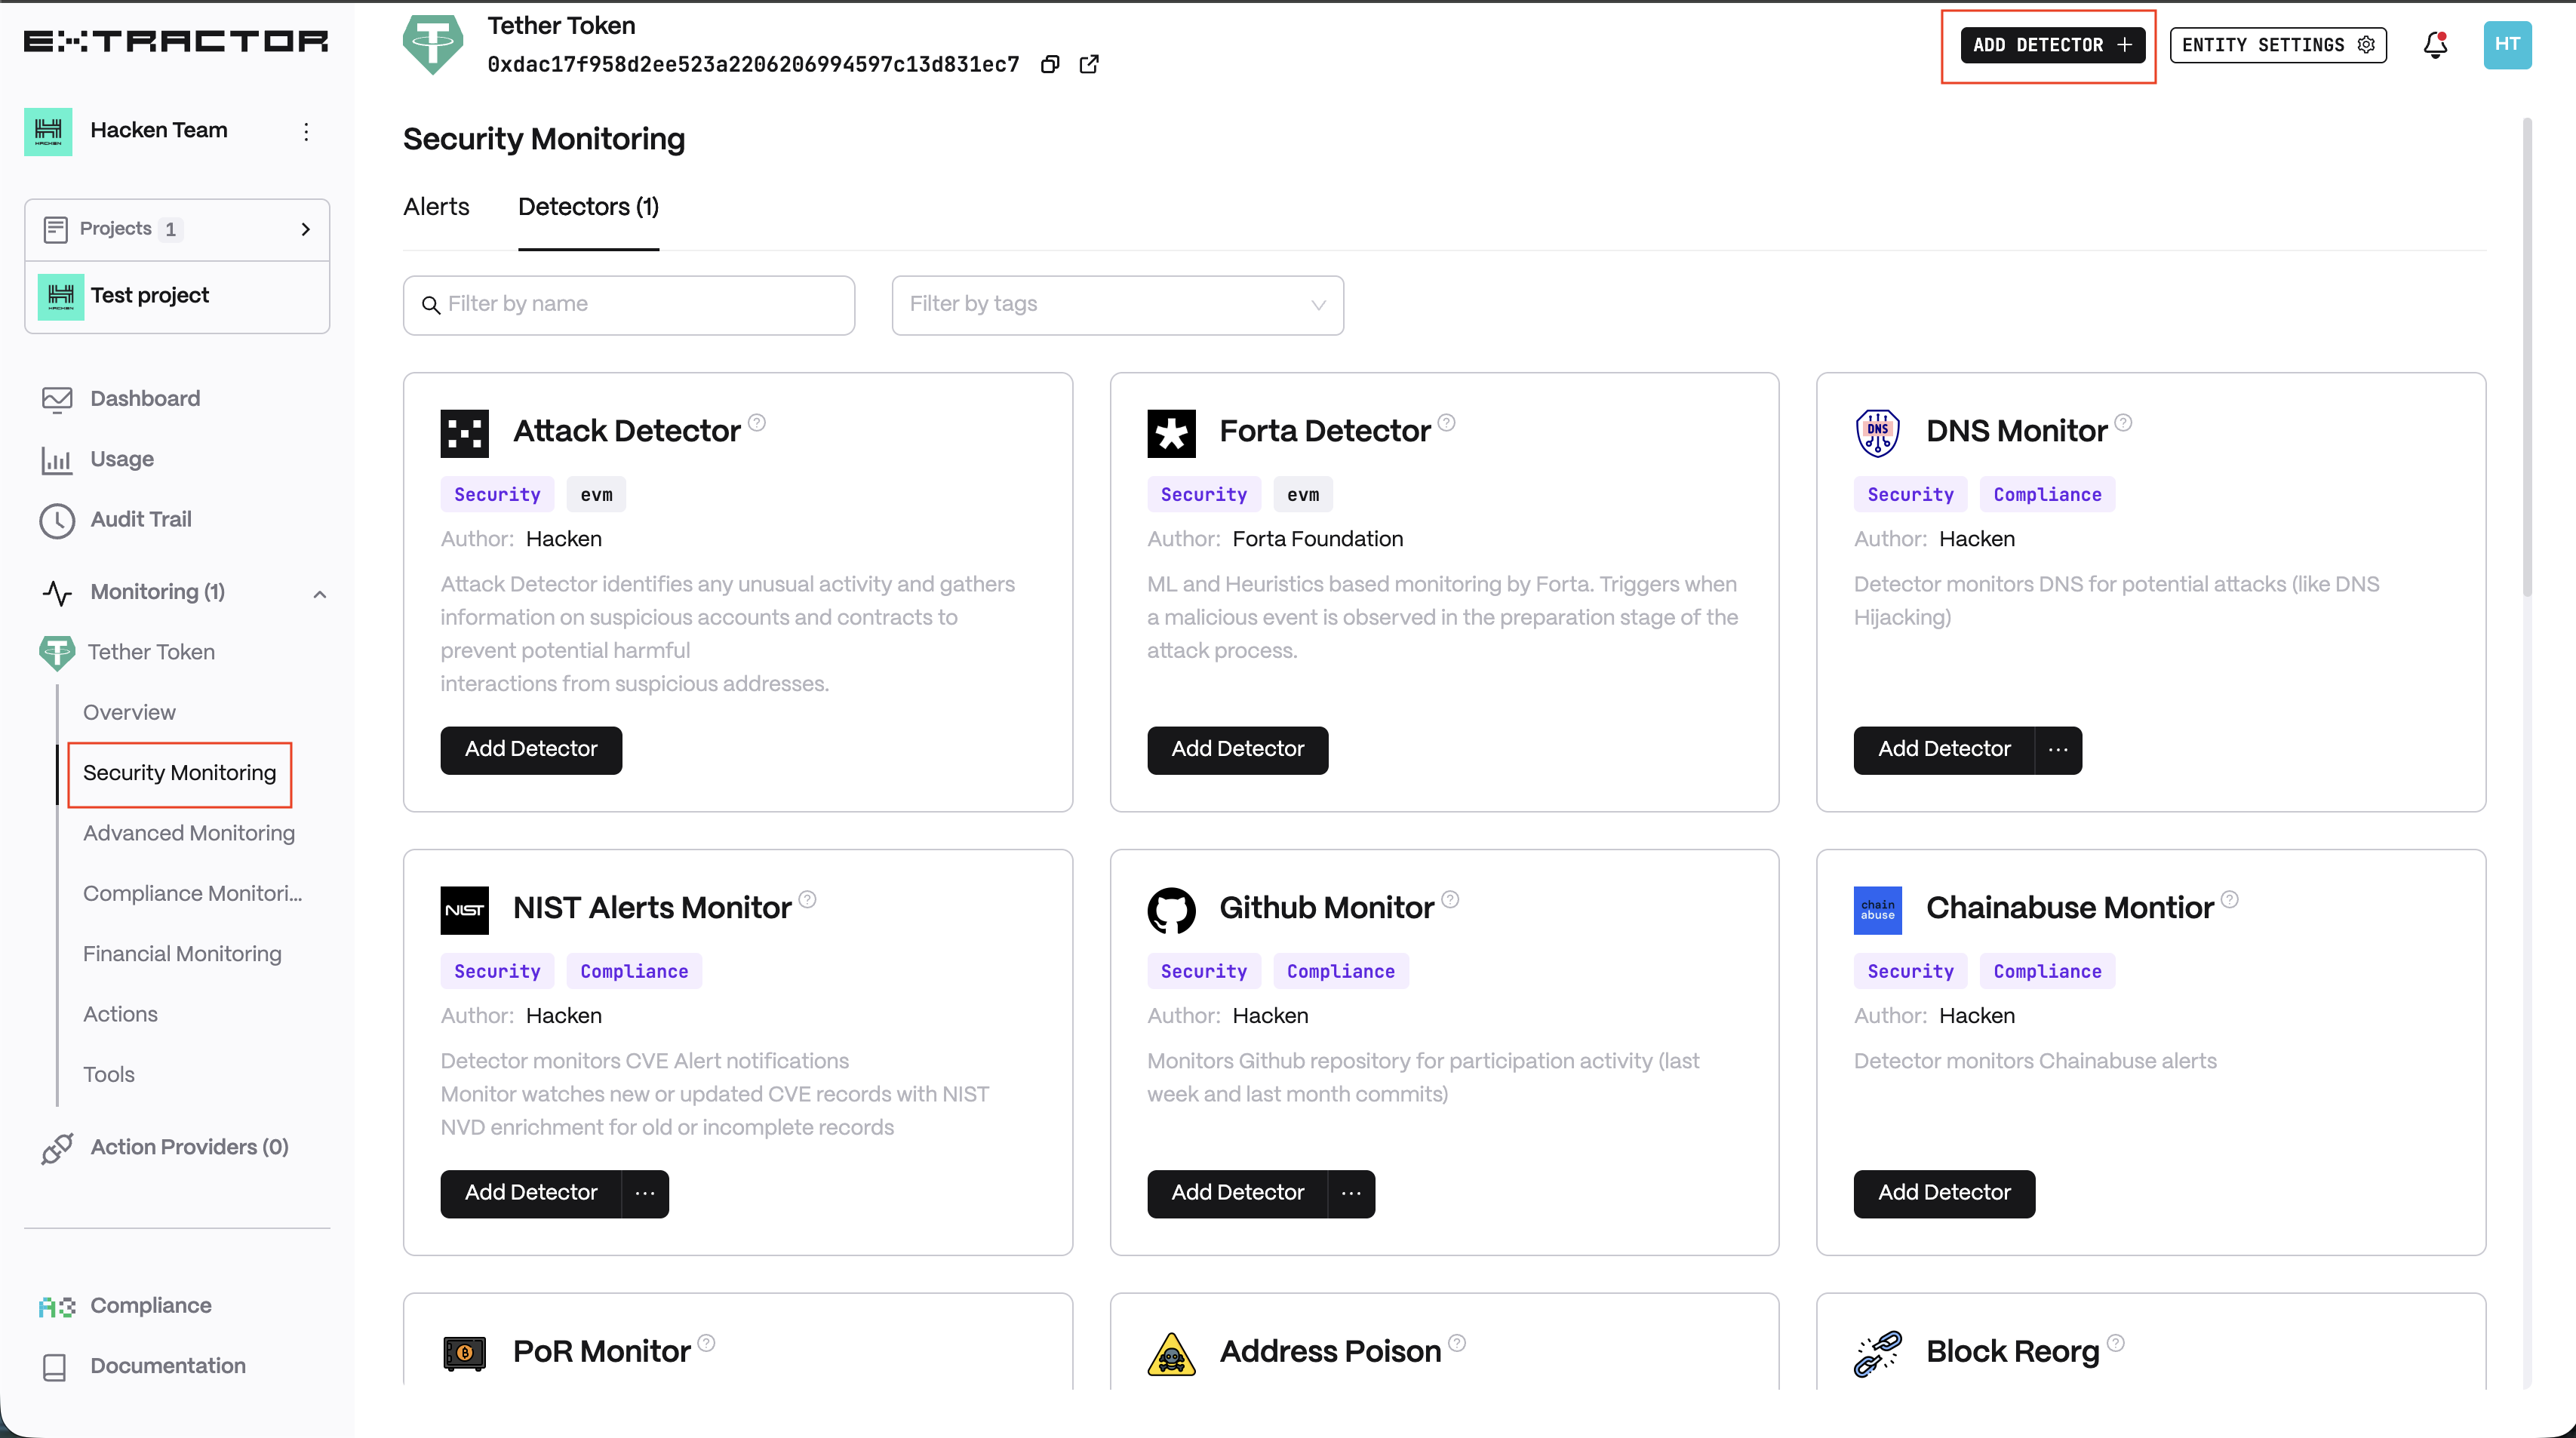 EXTRACTOR
Hacken Team
Projects 1
Test project
Dashboard
Usage
Audit Trail
Monitoring (1)
Tether Token
Overview
Security Monitoring
Advanced Monitoring
Compliance Monitori...
Financial Monitoring
Actions
Tools
Action Providers (0)
Compliance
Documentation
Tether Token
0xdac17f958d2ee523a2206206994597c13d831ec7
ADD DETECTOR +
ENTITY SETTINGS
HT
Security Monitoring
Alerts
Detectors (1)
Filter by name
Filter by tags
Attack Detector
Security evm
Author: Hacken
Attack Detector identifies any unusual activity and gathers
information on suspicious accounts and contracts to
prevent potential harmful
interactions from suspicious addresses.
Add Detector
Forta Detector
Security evm
Author: Forta Foundation
ML and Heuristics based monitoring by Forta. Triggers when
a malicious event is observed in the preparation stage of the
attack process.
Add Detector
DNS
DNS Monitor
Security Compliance
Author: Hacken
Detector monitors DNS for potential attacks (like DNS
Hijacking)
Add Detector ...
NIST
NIST Alerts Monitor
Security Compliance
Author: Hacken
Detector monitors CVE Alert notifications
Monitor watches new or updated CVE records with NIST
NVD enrichment for old or incomplete records
Add Detector ...
Github Monitor
Security Compliance
Author: Hacken
Monitors Github repository for participation activity (last
week and last month commits)
Add Detector ...
chain
abuse
Chainabuse Montior
Security Compliance
Author: Hacken
Detector monitors Chainabuse alerts
Add Detector
PoR Monitor
Address Poison
Block Reorg